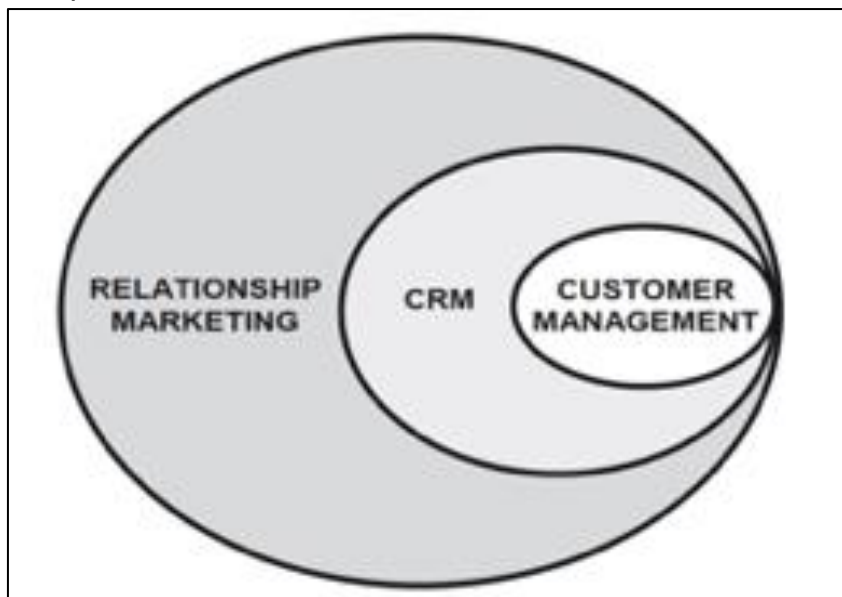 RELATIONSHIP
MARKETING
CRM
CUSTOMER
MANAGEMENT